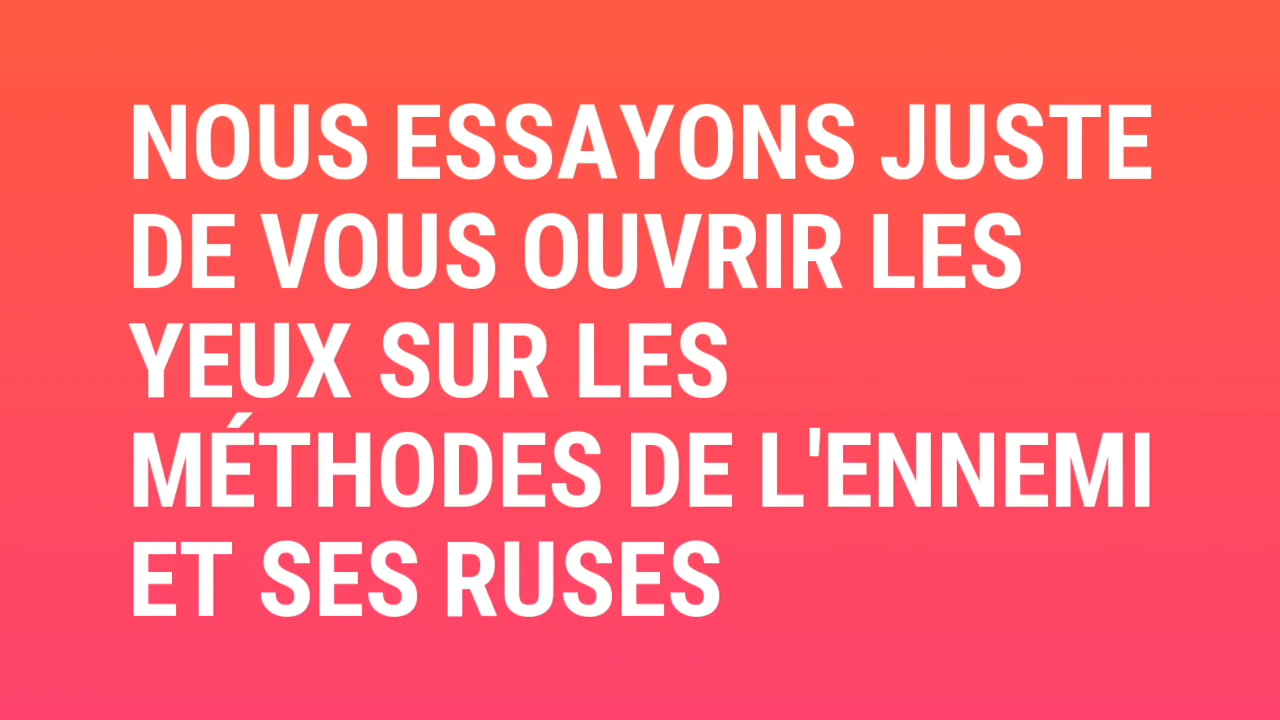 NOUS ESSAYONS JUSTE
DE VOUS OUVRIR LES
YEUX SUR LES
MÉTHODES DE L'ENNEMI
ET SES RUSES